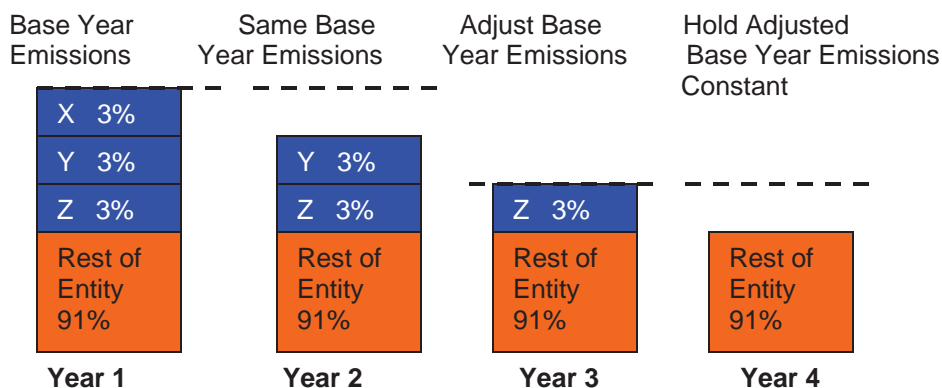 Base Year
Emissions
Same Base
Year Emissions
Adjust Base
Year Emissions
Hold Adjusted
Base Year Emissions
Constant
X 3%
Y 3%
Z 3%
Rest of
Entity
91%
Year 1
Y 3%
Z 3%
Rest of
Entity
91%
Year 2
Z 3%
Rest of
Entity
91%
Year 3
Rest of
Entity
91%
Year 4